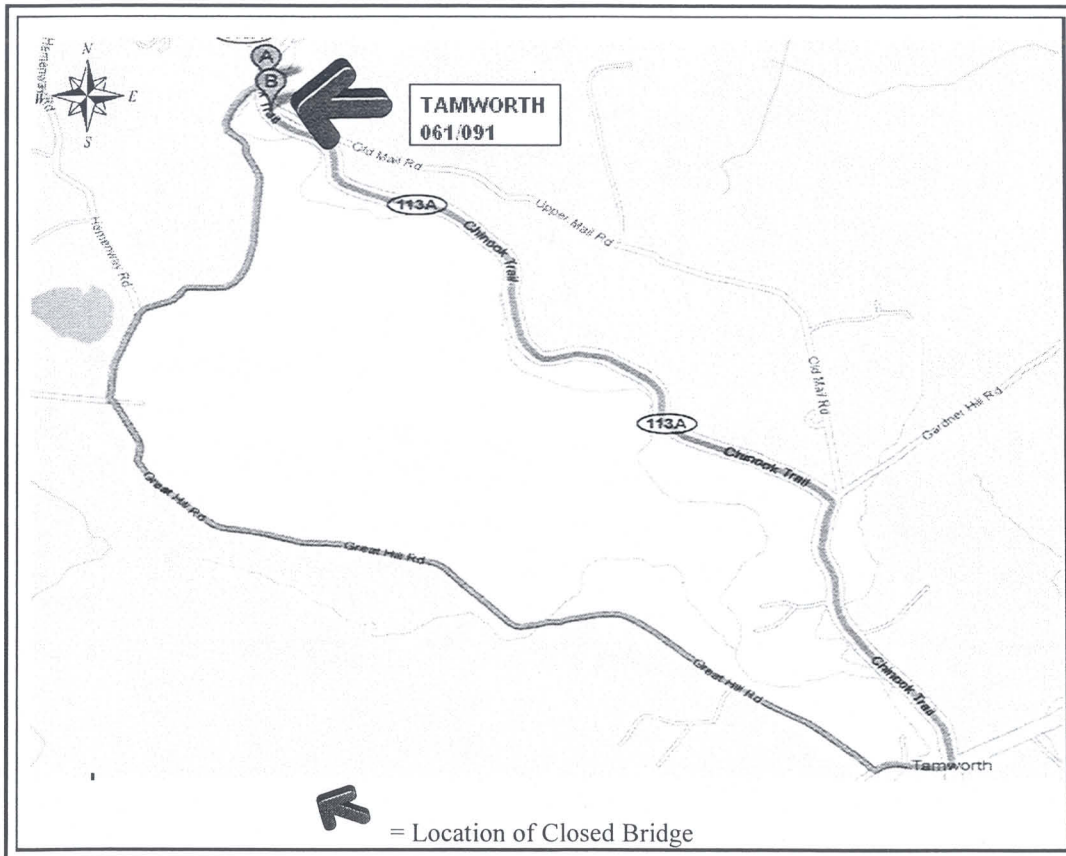 N
A
B
E
S
Hemenway Rd
TAMWORTH
061/091
Old Mail Rd
113A
Upper Mail Rd
Chinook Trail
Hemenway Rd
Old Mail Rd
Gardner Hill Rd
113A
Chinook Trail
Great Hill Rd
Great Hill Rd
Great Hill Rd
Chinook Trail
Tamworth
= Location of Closed Bridge